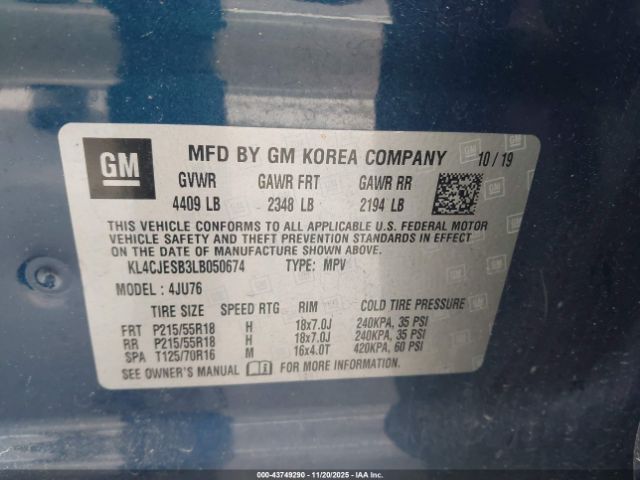 GM MFD BY GM KOREA COMPANY 10 / 19
GVWR GAWR FRT GAWR RR
4409 LB 2348 LB 2194 LB
THIS VEHICLE CONFORMS TO ALL APPLICABLE U.S. FEDERAL MOTOR
VEHICLE SAFETY AND THEFT PREVENTION STANDARDS IN EFFECT
ON THE DATE OF MANUFACTURE SHOWN ABOVE.
KL4CJESB3LB050674 TYPE: MPV
MODEL : 4JU76
TIRE SIZE SPEED RTG RIM COLD TIRE PRESSURE
FRT P215/55R18 H 18x7.0J 240KPA, 35 PSI
RR P215/55R18 H 18x7.0J 240KPA, 35 PSI
SPA T125/70R16 M 16x4.0T 420KPA, 60 PSI
SEE OWNER'S MANUAL FOR MORE INFORMATION.
000-43749290 - 11/20/2025 - IAAI, Inc.